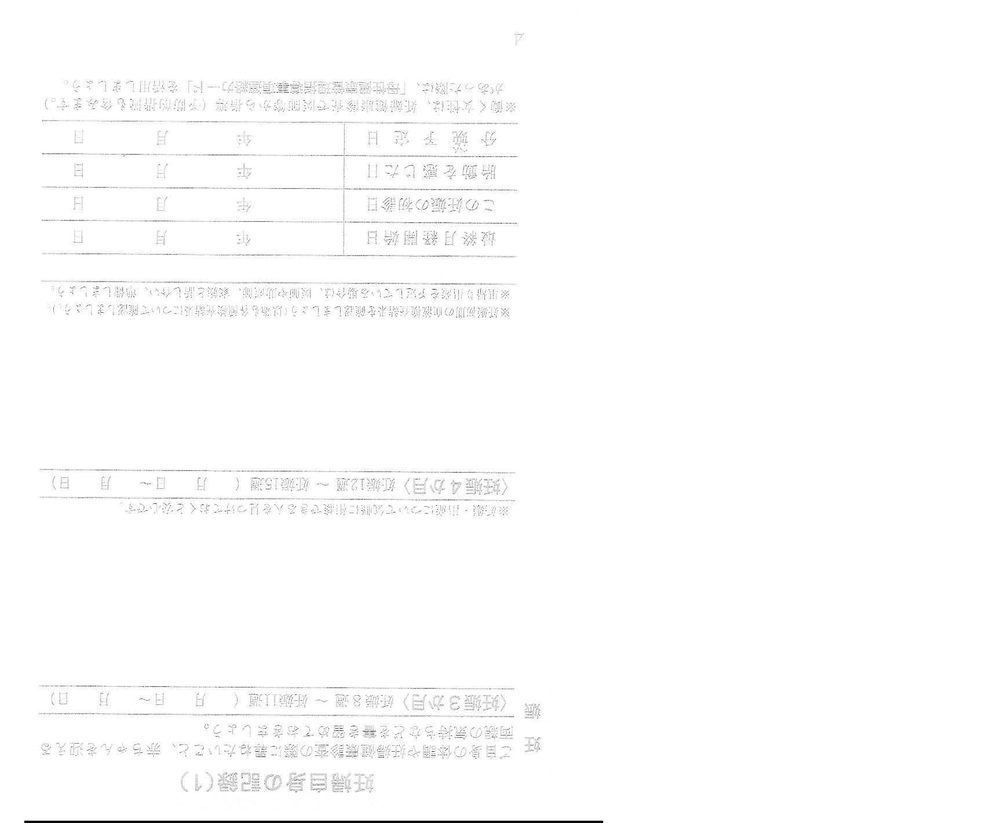 妊婦自身の記録(1)
ご自身の体調や妊婦健康診査の際に尋ねたいこと、赤ちゃんを迎える
両親の気持ちなどを書き留めておきましょう。
妊
娠
〈妊娠3か月〉妊娠8週 〜 妊娠11週 ( 月 日〜 月 日)
※妊娠・出産について気軽に相談できる人を見つけておくと安心です。
〈妊娠4か月〉妊娠12週 〜 妊娠15週 ( 月 日〜 月 日)
※妊娠初期の血液検査結果を確認しましょう(以降も各種検査結果について確認しましょう。)。
※里帰り出産を予定している場合は、医師や助産師、家族と話し合い、準備しましょう。
最終月経開始日 年 月 日
この妊娠の初診日 年 月 日
胎動を感じた日 年 月 日
分娩予定日 年 月 日
べん
※働く女性は、妊婦健康診査で医師等から指導(予防的措置も含みます。)
があった際は、「母性健康管理指導事項連絡カード」を活用しましょう。
4